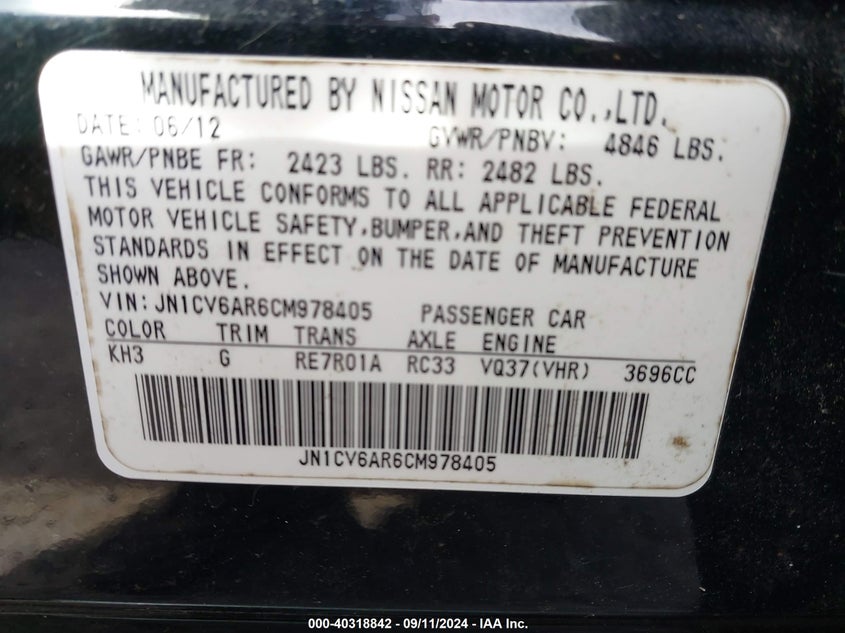 MANUFACTURED BY NISSAN MOTOR CO.,LTD.
DATE: 06/12 GVWR/PNBV: 4846 LBS.
GAWR/PNBE FR: 2423 LBS. RR: 2482 LBS.
THIS VEHICLE CONFORMS TO ALL APPLICABLE FEDERAL
MOTOR VEHICLE SAFETY,BUMPER,AND THEFT PREVENTION
STANDARDS IN EFFECT ON THE DATE OF MANUFACTURE
SHOWN ABOVE.
VIN:JN1CV6AR6CM978405 PASSENGER CAR
COLOR TRIM TRANS AXLE ENGINE
KH3 G RE7R01A RC33 VQ37(VHR) 3696CC
JN1CV6AR6CM978405
000-40318842 - 09/11/2024 - IAA Inc.